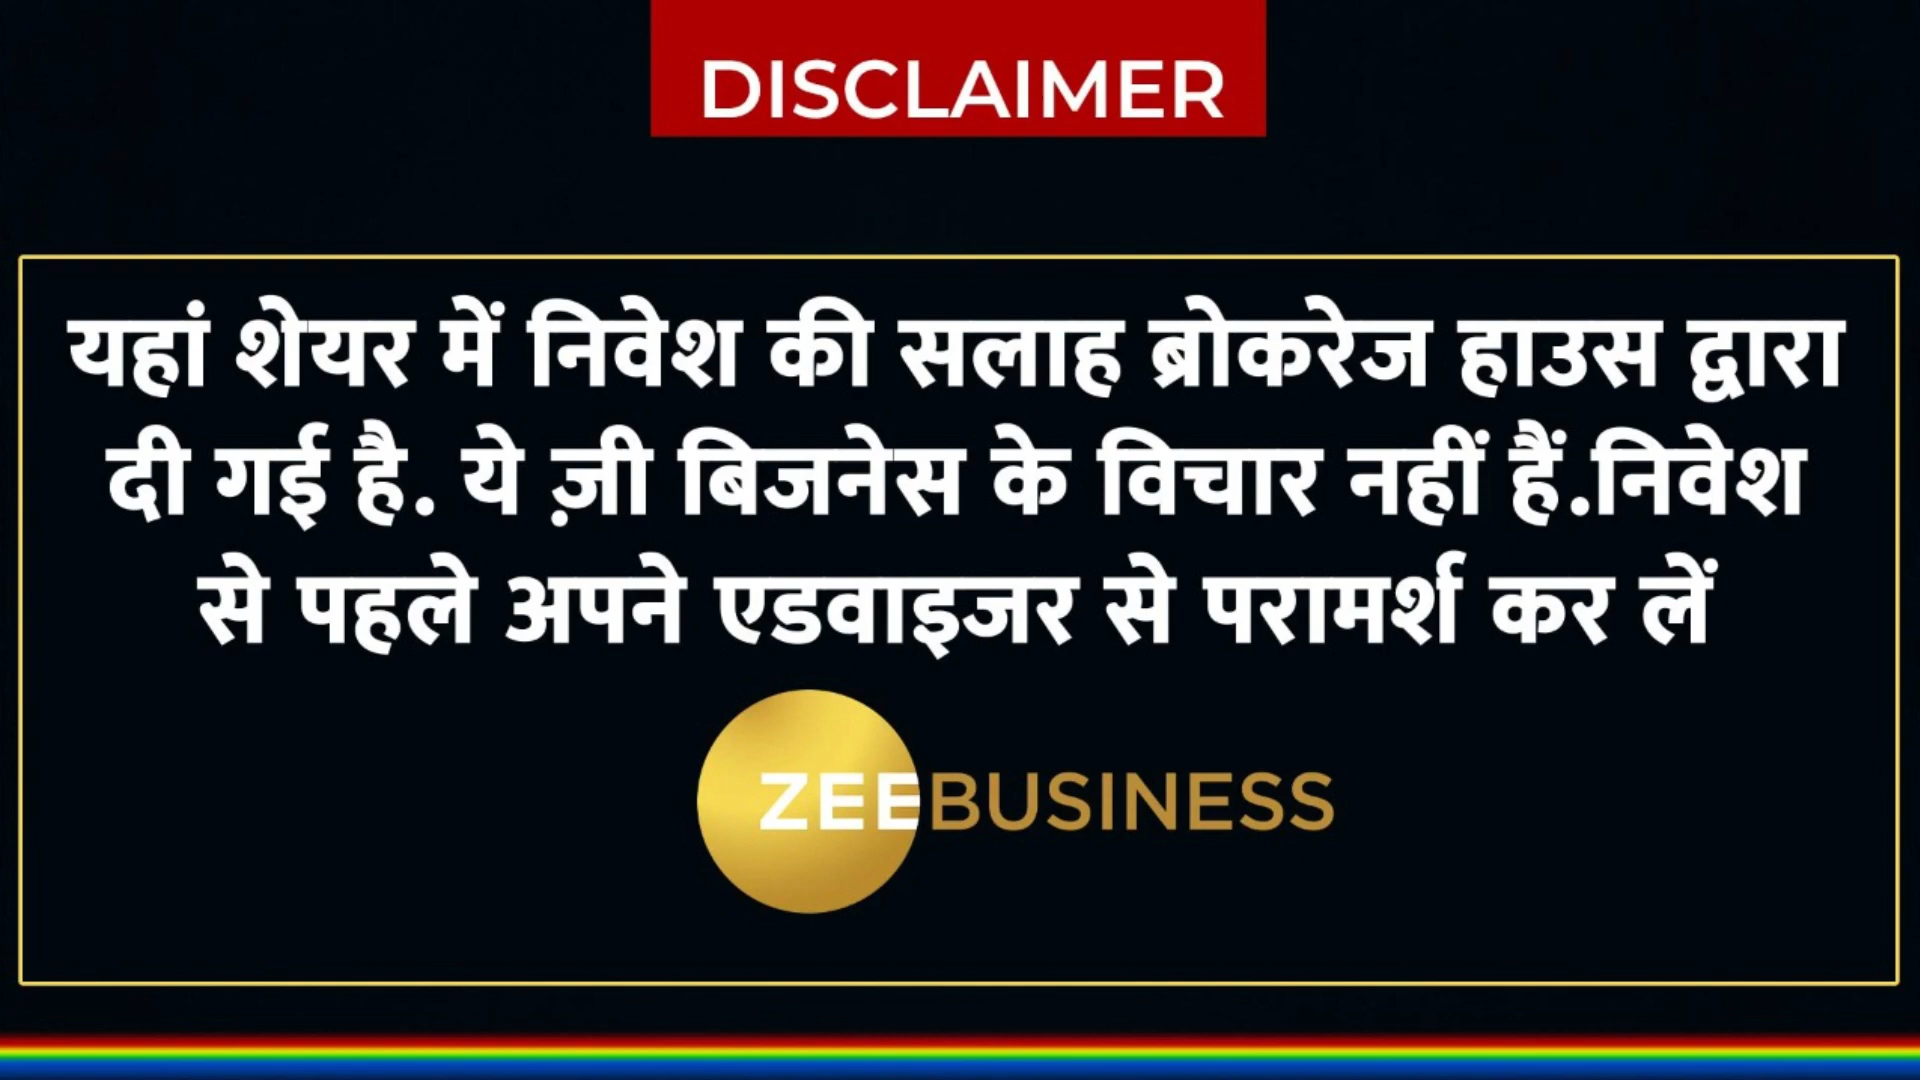 DISCLAIMER
यहां शेयर में निवेश की सलाह ब्रोकरेज हाउस द्वारा
दी गई है. ये ज़ी बिजनेस के विचार नहीं हैं.निवेश
से पहले अपने एडवाइजर से परामर्श कर लें
ZEEBUSINESS